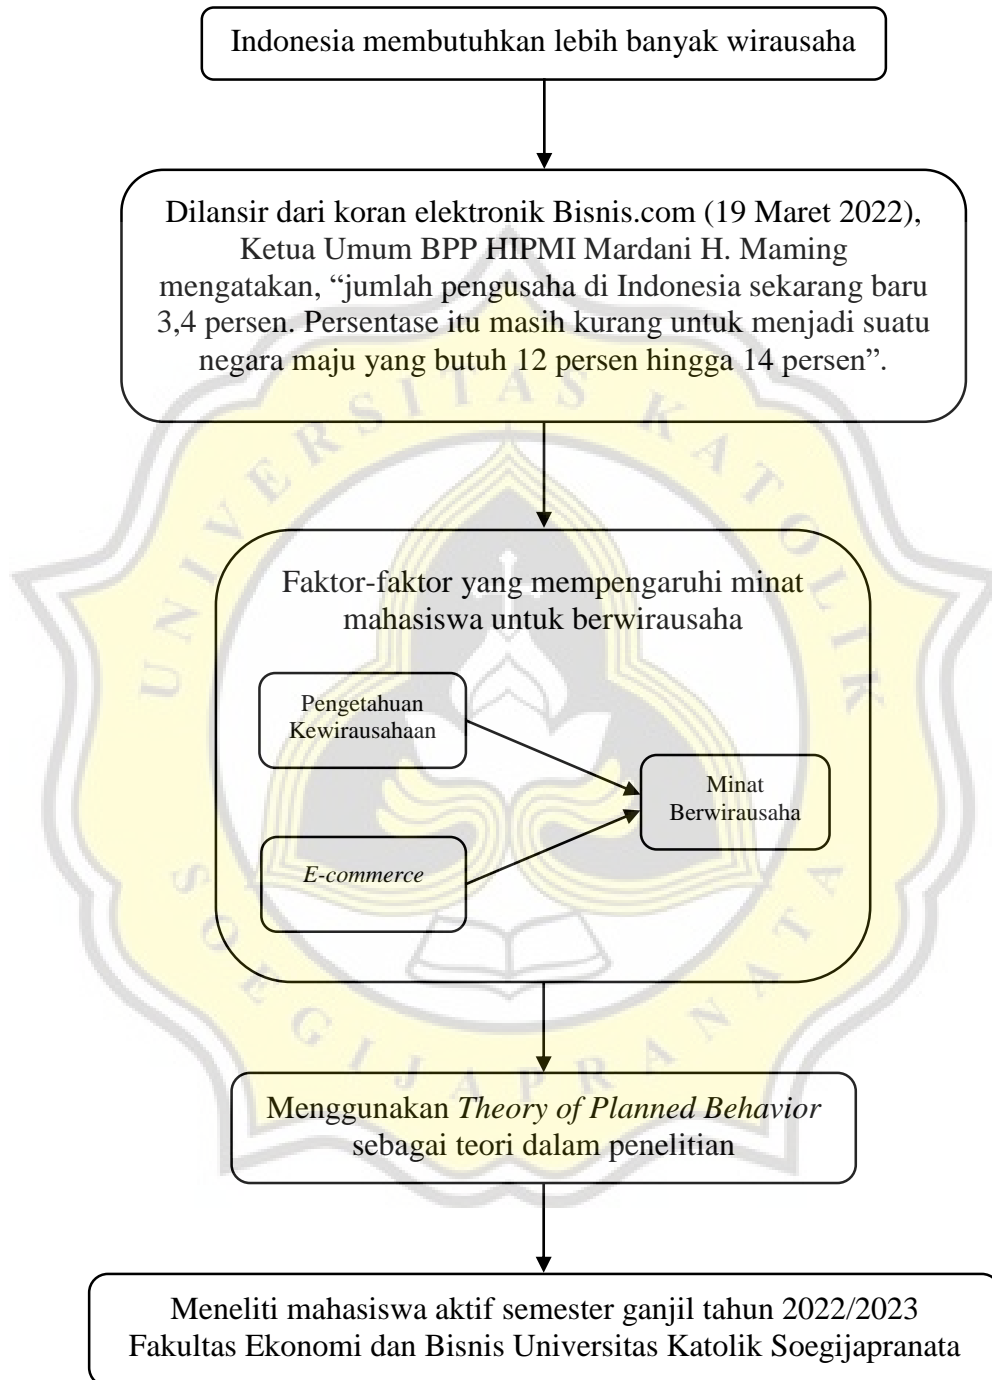 Indonesia membutuhkan lebih banyak wirausaha
Dilansir dari koran elektronik Bisnis.com (19 Maret 2022),
Ketua Umum BPP HIPMI Mardani H. Maming
mengatakan, “jumlah pengusaha di Indonesia sekarang baru
3,4 persen. Persentase itu masih kurang untuk menjadi suatu
negara maju yang butuh 12 persen hingga 14 persen”.
UNIVERSITAS KATOLIK
Faktor-faktor yang mempengaruhi minat
mahasiswa untuk berwirausaha
Pengetahuan
Kewirausahaan
Minat
Berwirausaha
E-commerce
SOEGIJAPRANATA
Menggunakan Theory of Planned Behavior
sebagai teori dalam penelitian
Meneliti mahasiswa aktif semester ganjil tahun 2022/2023
Fakultas Ekonomi dan Bisnis Universitas Katolik Soegijapranata